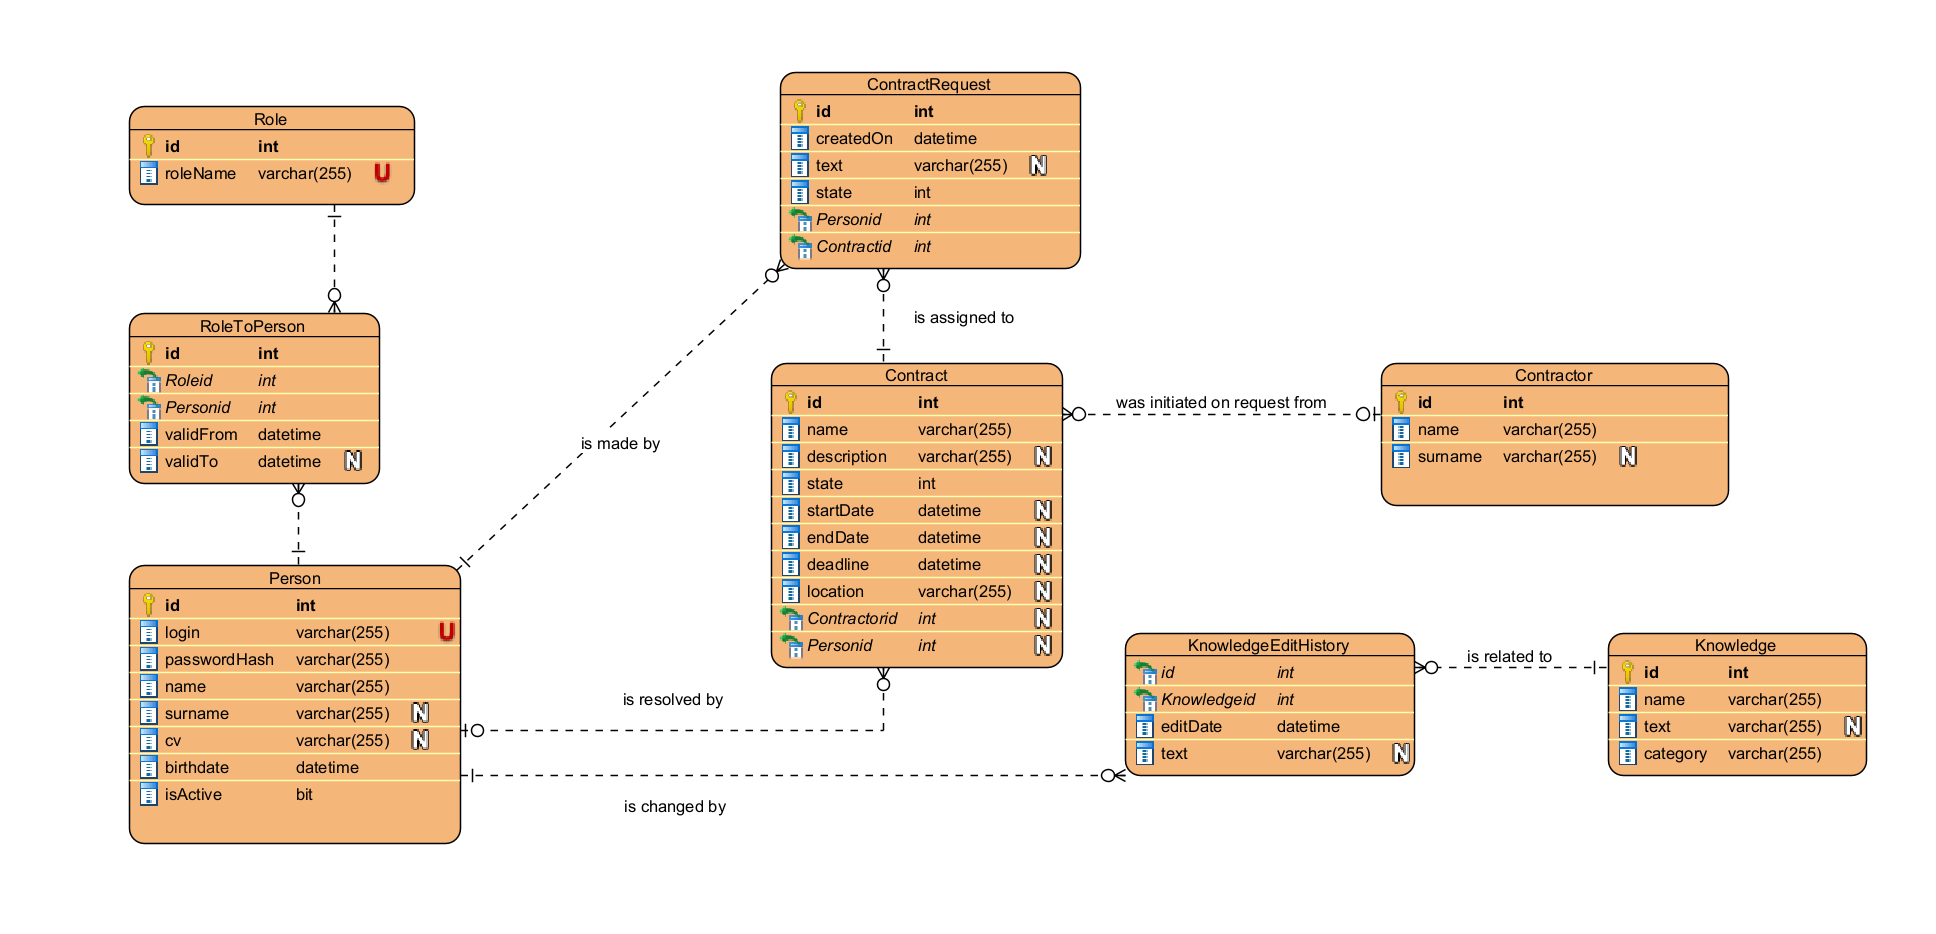 Role
id int
roleName varchar(255) U
RoleToPerson
id int
Roleid int
Personid int
validFrom datetime
validTo datetime N
Person
id int
login varchar(255) U
passwordHash varchar(255)
name varchar(255)
surname varchar(255) N
cv varchar(255) N
birthdate datetime
isActive bit
is made by
ContractRequest
id int
createdOn datetime
text varchar(255) N
state int
Personid int
Contractid int
is assigned to
Contract
id int
name varchar(255)
description varchar(255) N
state int
startDate datetime N
endDate datetime N
deadline datetime N
location varchar(255) N
Contractorid int N
Personid int N
was initiated on request from
Contractor
id int
name varchar(255)
surname varchar(255) N
is resolved by
is changed by
KnowledgeEditHistory
id int
Knowledgeid int
editDate datetime
text varchar(255) N
is related to
Knowledge
id int
name varchar(255)
text varchar(255) N
category varchar(255)